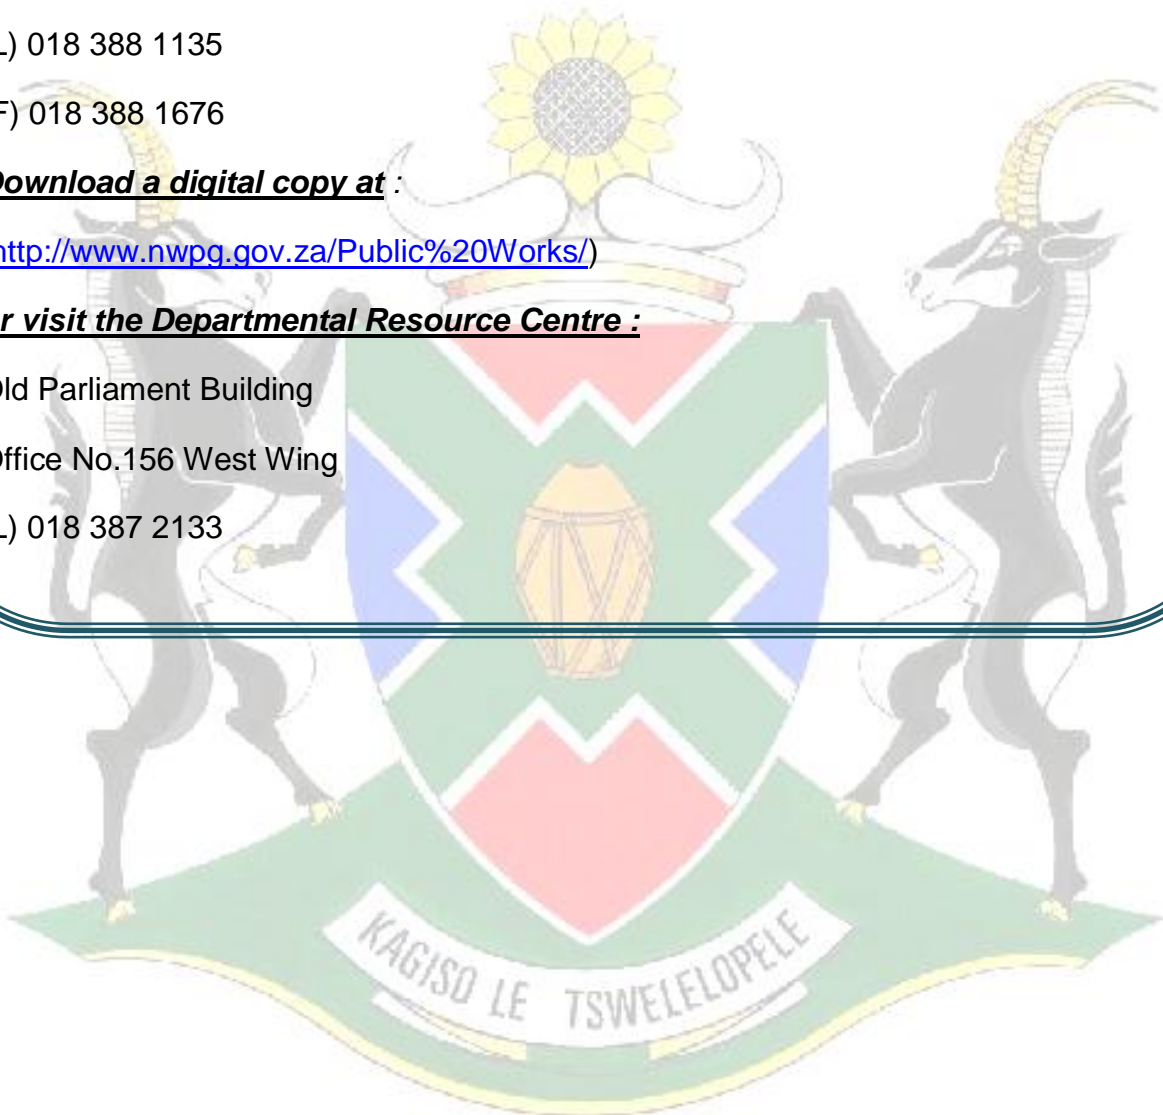 L) 018 388 1135
F) 018 388 1676
Download a digital copy at :
http://www.nwpg.gov.za/Public%20Works/)
r visit the Departmental Resource Centre :
Old Parliament Building
Office No.156 West Wing
L) 018 387 2133
KAGISO LE TSWELELOPELE